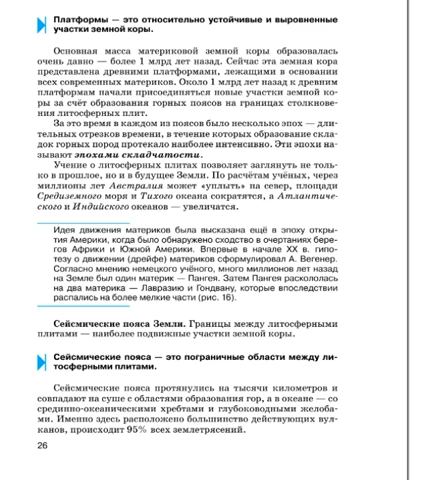 Платформы — это относительно устойчивые и выровненные
участки земной коры.
Основная масса материковой земной коры образовалась
очень давно — более 1 млрд лет назад. Сейчас эта земная кора
представлена древними платформами, лежащими в основании
всех современных материков. Около 1 млрд лет назад к древним
платформам начали присоединяться новые участки земной ко-
ры за счёт образования горных поясов на границах столкнове-
ния литосферных плит.
За это время в каждом из поясов было несколько эпох — дли-
тельных отрезков времени, в течение которых образование скла-
док горных пород протекало наиболее интенсивно. Эти эпохи на-
зывают эпохами складчатости.
Учение о литосферных плитах позволяет заглянуть не толь-
ко в прошлое, но и в будущее Земли. По расчётам учёных, через
миллионы лет Австралия может «уплыть» на север, площади
Средиземного моря и Тихого океана сократятся, а Атлантиче-
ского и Индийского океанов — увеличатся.
Идея движения материков была высказана ещё в эпоху откры-
тия Америки, когда было обнаружено сходство в очертаниях бере-
гов Африки и Южной Америки. Впервые в начале XX в. гипо-
тезу о движении (дрейфе) материков сформулировал А. Вегенер.
Согласно мнению немецкого учёного, много миллионов лет назад
на Земле был один материк — Пангея. Затем Пангея раскололась
на два материка — Лавразию и Гондвану, которые впоследствии
распались на более мелкие части (рис. 16).
Сейсмические пояса Земли. Границы между литосферными
плитами — наиболее подвижные участки земной коры.
Сейсмические пояса — это пограничные области между ли-
тосферными плитами.
Сейсмические пояса протянулись на тысячи километров и
совпадают на суше с областями образования гор, а в океане — со
срединно-океаническими хребтами и глубоководными желоба-
ми. Именно здесь расположено большинство действующих вул-
канов, происходит 95% всех землетрясений.
26